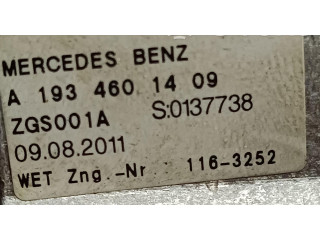 MERCEDES BENZ
A 193 460 14 09
ZGS001A S:0137738
09.08.2011
WET Zng.-Nr 116-3252